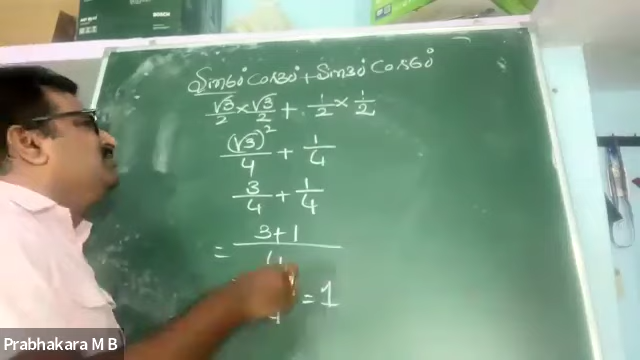 BOSCH
Sin60° Cos30° + Sin30° Cos60°
√3/2 × √3/2 + 1/2 × 1/2
(√3)²/4 + 1/4
3/4 + 1/4
= 3+1/4
= 1
Prabhakara M B